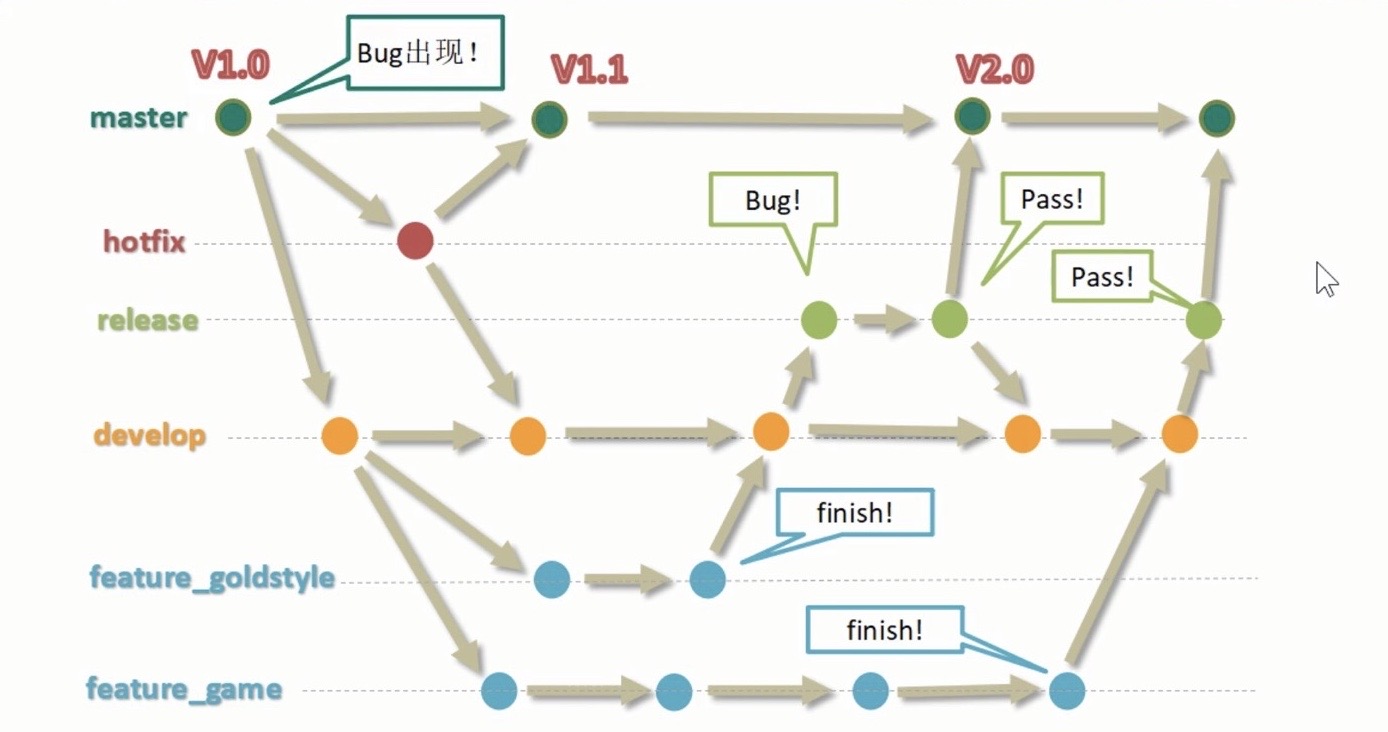 V1.0
Bug出现！
V1.1
V2.0
master
Bug!
Pass!
hotfix
Pass!
release
develop
finish!
feature_goldstyle
finish!
feature_game